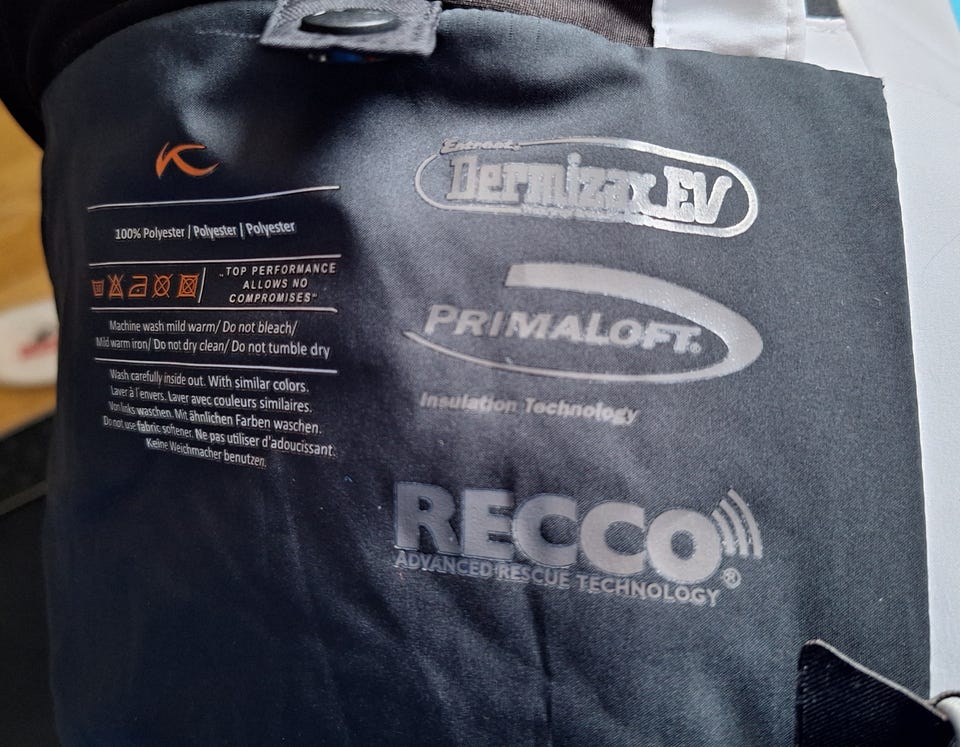 100% Polyester / Polyester / Polyester
„TOP PERFORMANCE
ALLOWS NO
COMPROMISES“
Machine wash mild warm/ Do not bleach/
Mild warm iron/ Do not dry clean/ Do not tumble dry
Wash carefully inside out. With similar colors.
Laver à l'envers. Laver avec couleurs similaires.
Von links waschen. Mit ähnlichen Farben waschen.
Do not use fabric softener. Ne pas utiliser d'adoucissant.
Keine Weichmacher benutzen.
Entrant
Dermizax EV
PRIMALOFT®
Insulation Technology
RECCO®
ADVANCED RESCUE TECHNOLOGY